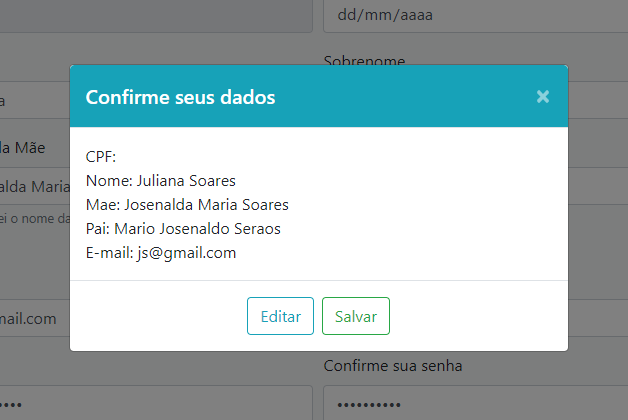 dd/mm/aaaa
Sobrenome
Confirme seus dados
×
a
CPF:
da Mãe
Nome: Juliana Soares
alda Maria
Mae: Josenalda Maria Soares
ei o nome da
Pai: Mario Josenaldo Seraos
E-mail: js@gmail.com
Editar
Salvar
mail.com
Confirme sua senha
••••
••••••••••